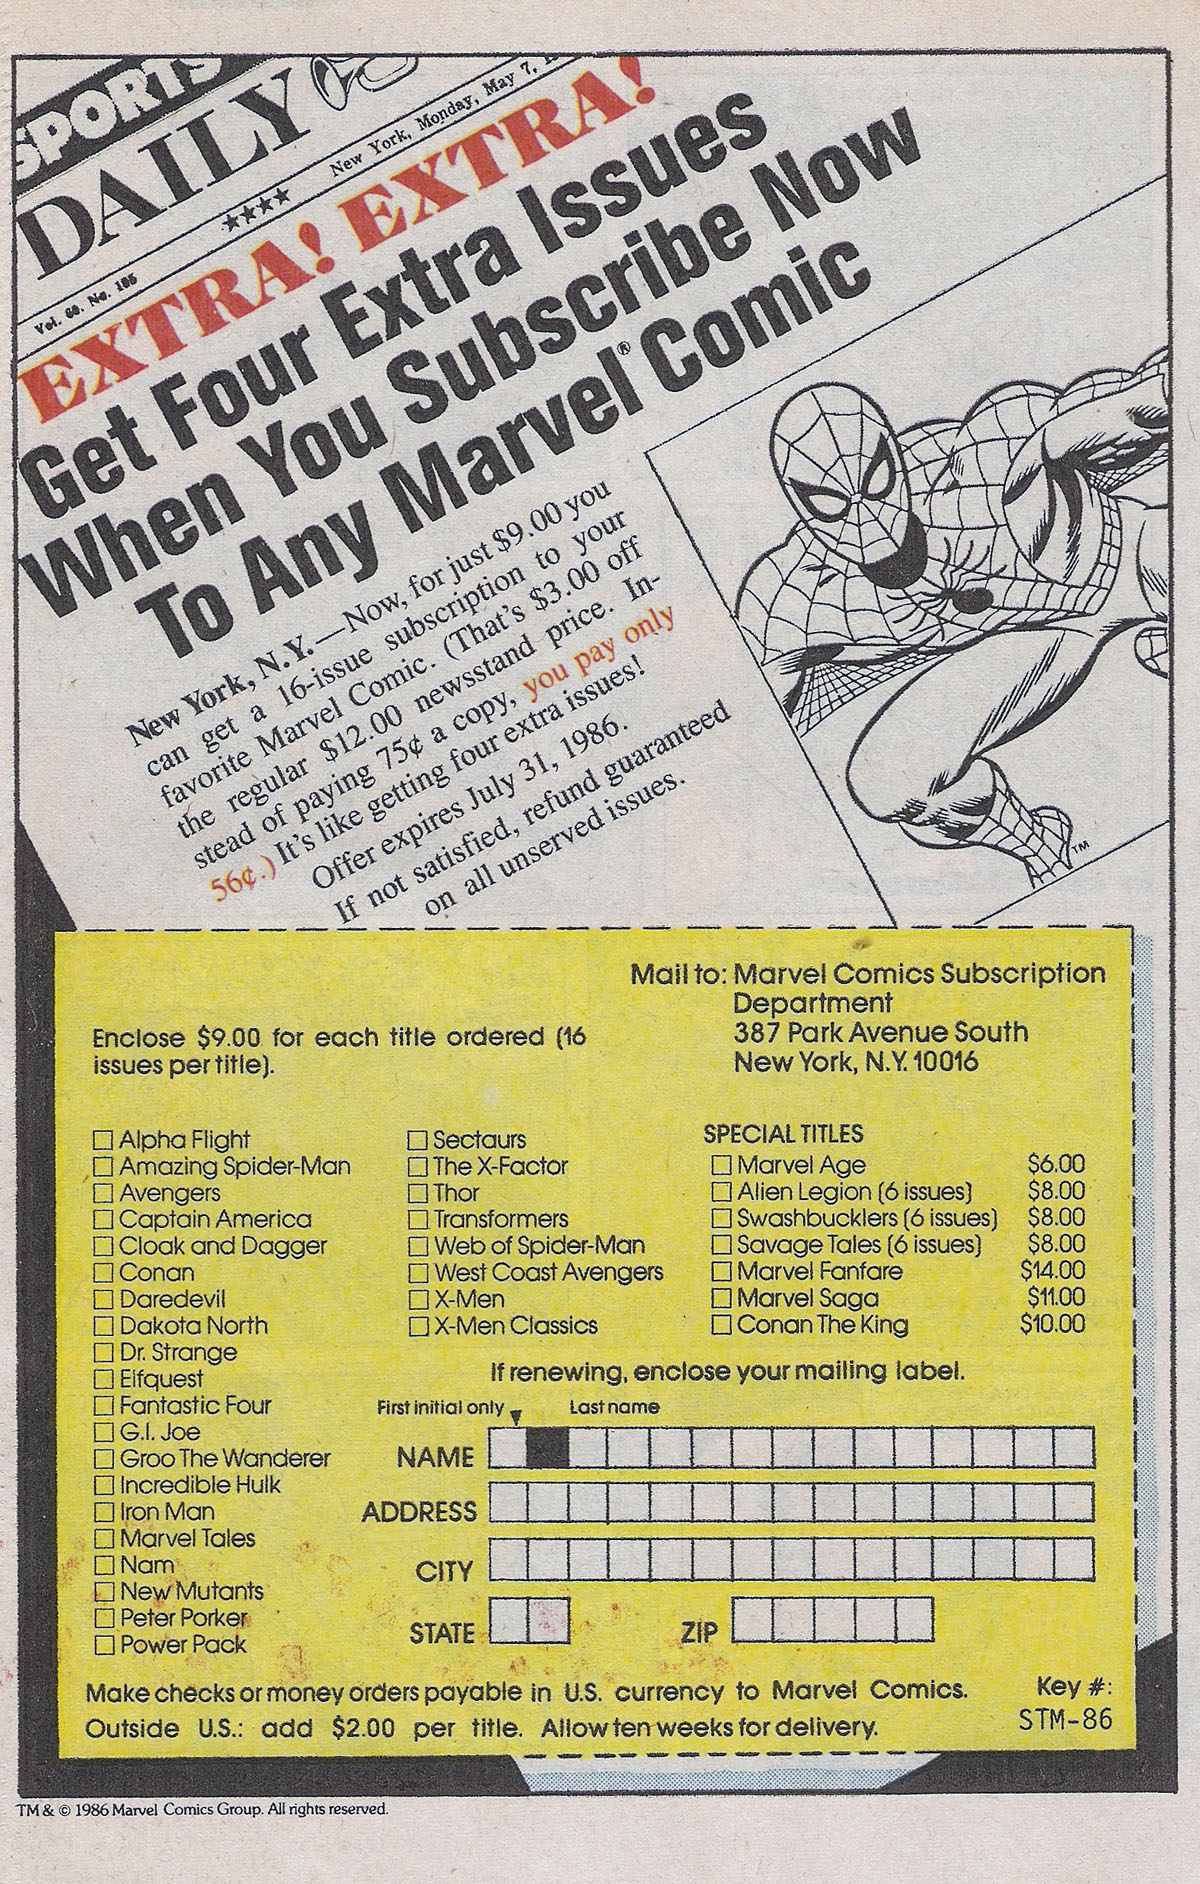 SPORTS
DAILY
★★★★
New York, Monday, May 7,
Vol. 60. No. 185
EXTRA! EXTRA!
Get Four Extra Issues
When You Subscribe Now
To Any Marvel® Comic
New York, N.Y.—Now, for just $9.00 you
can get a 16-issue subscription to your
favorite Marvel Comic. (That's $3.00 off
the regular $12.00 newsstand price. In-
stead of paying 75¢ a copy, you pay only
56¢.) It's like getting four extra issues!
Offer expires July 31, 1986.
If not satisfied, refund guaranteed
on all unserved issues.
TM
Mail to: Marvel Comics Subscription
Department
387 Park Avenue South
New York, N.Y. 10016
Enclose $9.00 for each title ordered (16
issues per title).
Alpha Flight
Amazing Spider-Man
Avengers
Captain America
Cloak and Dagger
Conan
Daredevil
Dakota North
Dr. Strange
Elfquest
Fantastic Four
G.I. Joe
Groo The Wanderer
Incredible Hulk
Iron Man
Marvel Tales
Nam
New Mutants
Peter Porker
Power Pack
Sectaurs
The X-Factor
Thor
Transformers
Web of Spider-Man
West Coast Avengers
X-Men
X-Men Classics
SPECIAL TITLES
Marvel Age $6.00
Alien Legion (6 issues) $8.00
Swashbucklers (6 issues) $8.00
Savage Tales (6 issues) $8.00
Marvel Fanfare $14.00
Marvel Saga $11.00
Conan The King $10.00
If renewing, enclose your mailing label.
First initial only Last name
NAME
ADDRESS
CITY
STATE ZIP
Make checks or money orders payable in U.S. currency to Marvel Comics.
Outside U.S.: add $2.00 per title. Allow ten weeks for delivery.
Key #:
STM-86
TM & © 1986 Marvel Comics Group. All rights reserved.